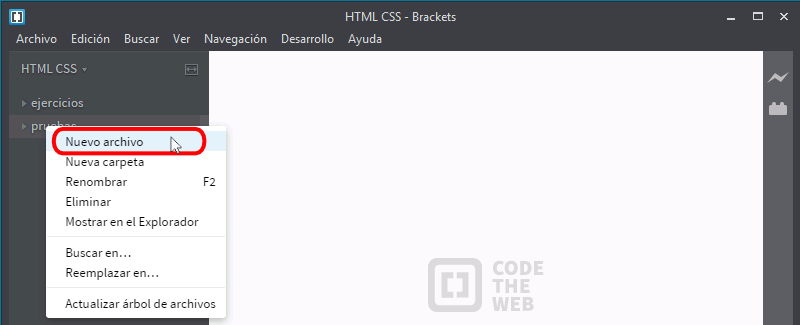 HTML CSS - Brackets
Archivo Edición Buscar Ver Navegación Desarrollo Ayuda
HTML CSS
ejercicios
pruebas
Nuevo archivo
Nueva carpeta
Renombrar F2
Eliminar
Mostrar en el Explorador
Buscar en...
Reemplazar en...
Actualizar árbol de archivos
CODE
THE
WEB